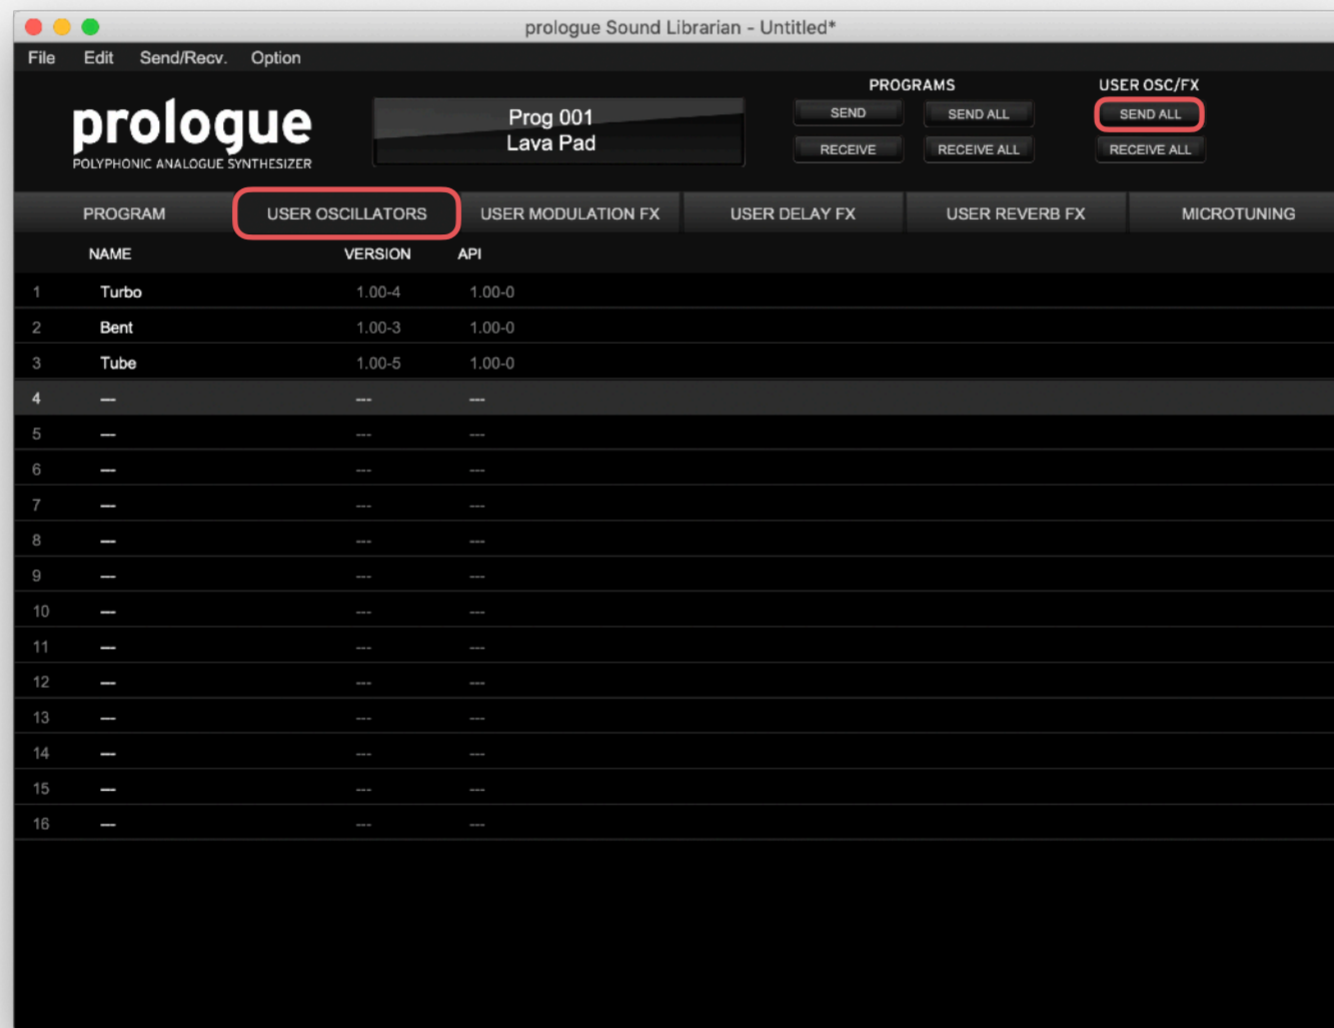 prologue Sound Librarian - Untitled*
File Edit Send/Recv. Option
PROGRAMS USER OSC/FX
prologue
POLYPHONIC ANALOGUE SYNTHESIZER
Prog 001
Lava Pad
SEND SEND ALL SEND ALL
RECEIVE RECEIVE ALL RECEIVE ALL
PROGRAM USER OSCILLATORS USER MODULATION FX USER DELAY FX USER REVERB FX MICROTUNING
NAME VERSION API
1 Turbo 1.00-4 1.00-0
2 Bent 1.00-3 1.00-0
3 Tube 1.00-5 1.00-0
4 --- --- ---
5 --- --- ---
6 --- --- ---
7 --- --- ---
8 --- --- ---
9 --- --- ---
10 --- --- ---
11 --- --- ---
12 --- --- ---
13 --- --- ---
14 --- --- ---
15 --- --- ---
16 --- --- ---